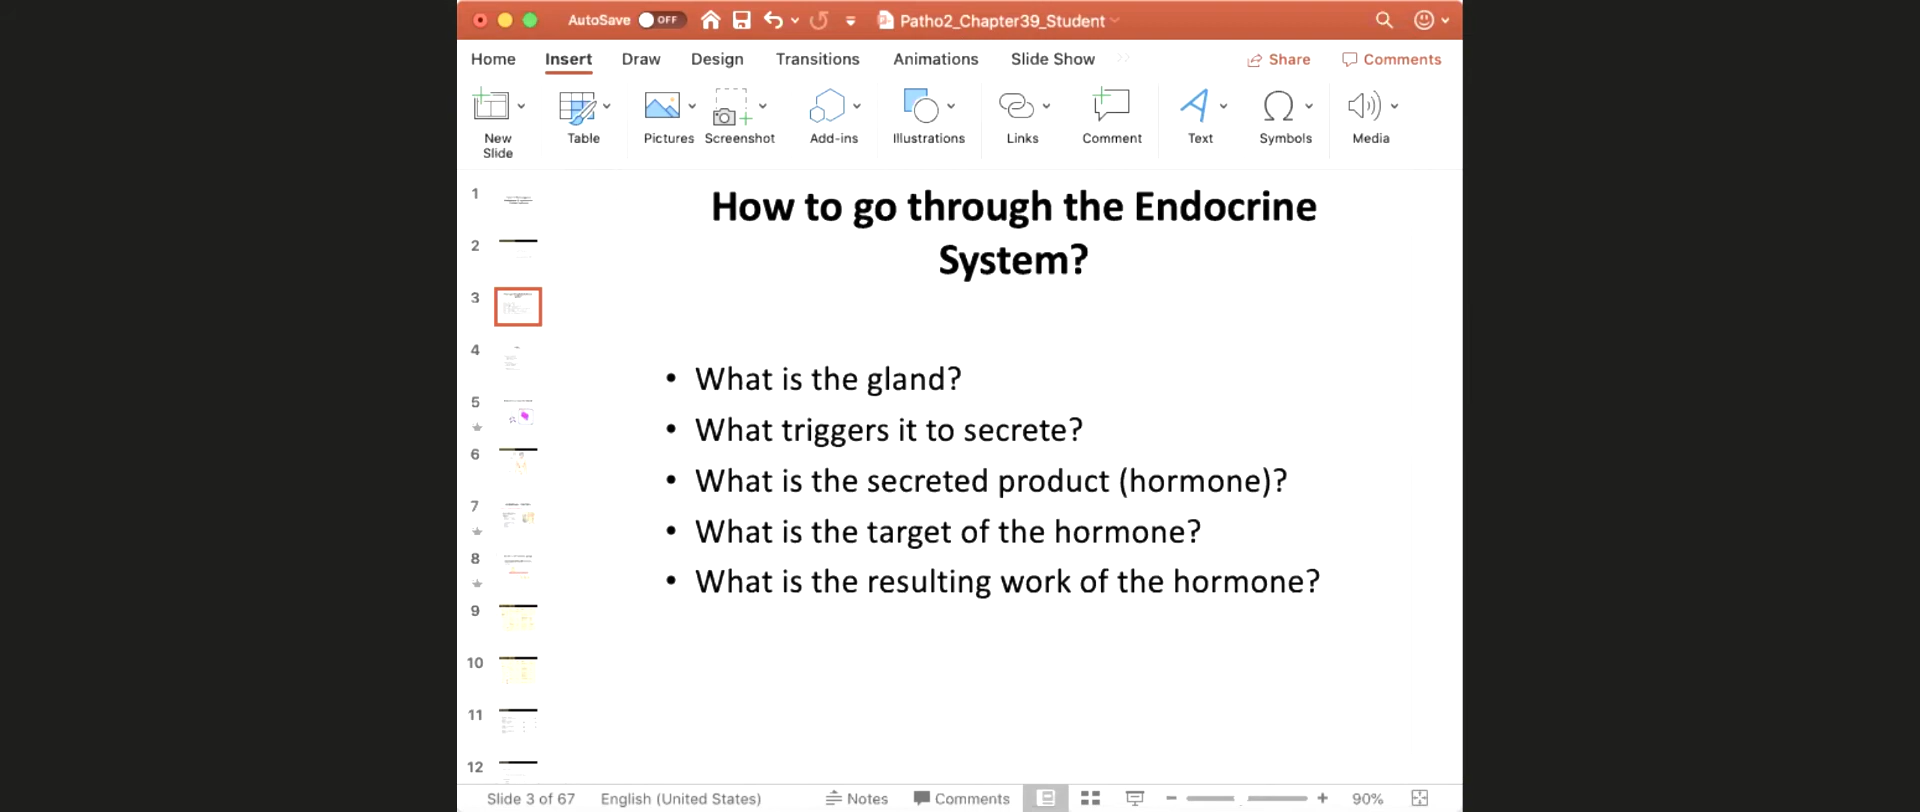 AutoSave OFF Patho2_Chapter39_Student
Home Insert Draw Design Transitions Animations Slide Show Share Comments
New Slide Table Pictures Screenshot Add-ins Illustrations Links Comment Text Symbols Media
1
2
3
4
5
6
7
8
9
10
11
12
How to go through the Endocrine
System?
• What is the gland?
• What triggers it to secrete?
• What is the secreted product (hormone)?
• What is the target of the hormone?
• What is the resulting work of the hormone?
Slide 3 of 67 English (United States) Notes Comments 90%